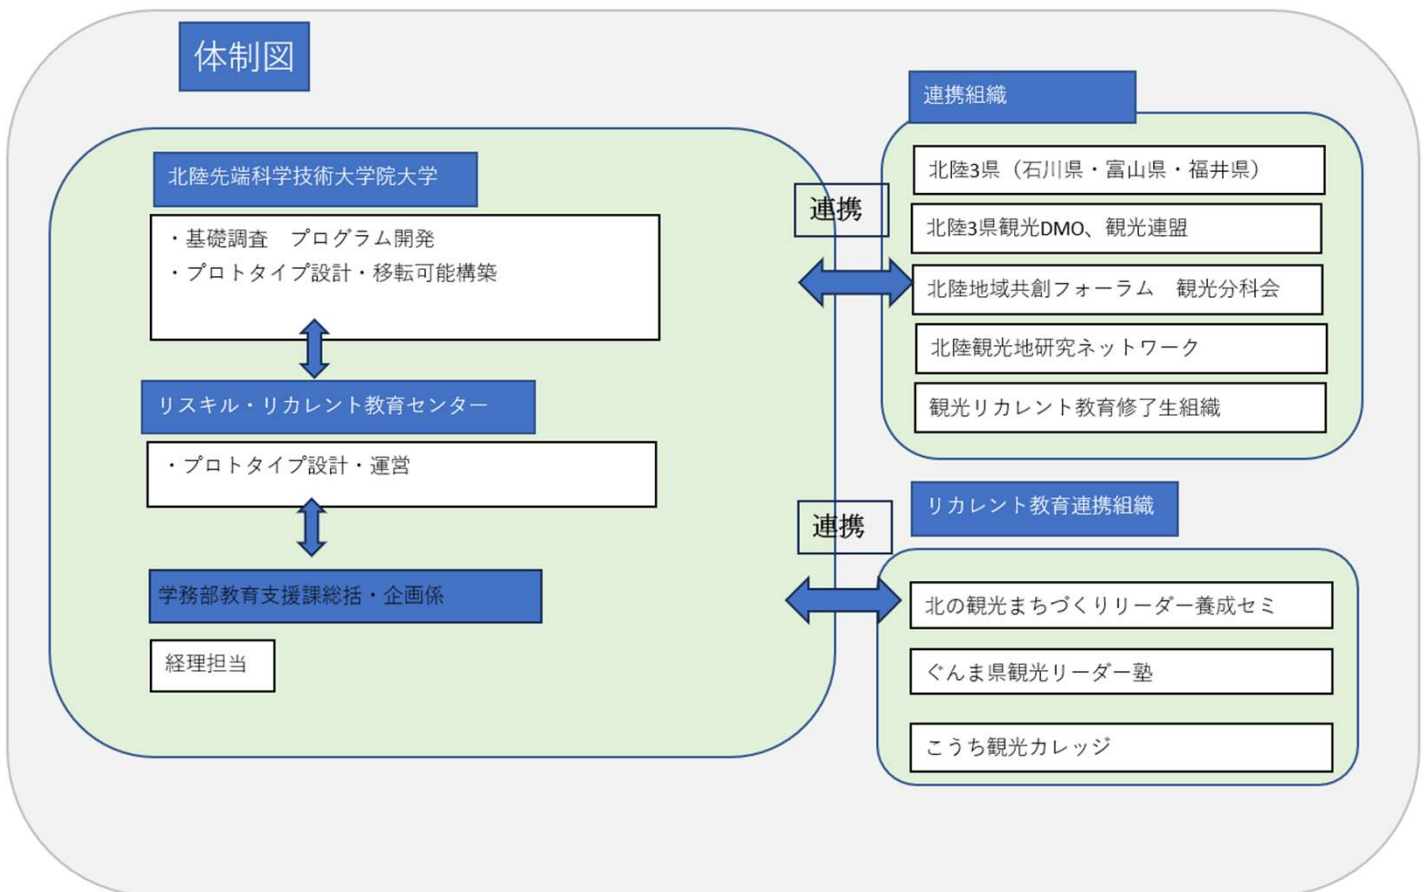 体制図
北陸先端科学技術大学院大学
・基礎調査　プログラム開発
・プロトタイプ設計・移転可能構築
リスキル・リカレント教育センター
・プロトタイプ設計・運営
学務部教育支援課総括・企画係
経理担当
連携
連携組織
北陸3県（石川県・富山県・福井県）
北陸3県観光DMO、観光連盟
北陸地域共創フォーラム　観光分科会
北陸観光地研究ネットワーク
観光リカレント教育修了生組織
連携
リカレント教育連携組織
北の観光まちづくりリーダー養成セミ
ぐんま県観光リーダー塾
こうち観光カレッジ